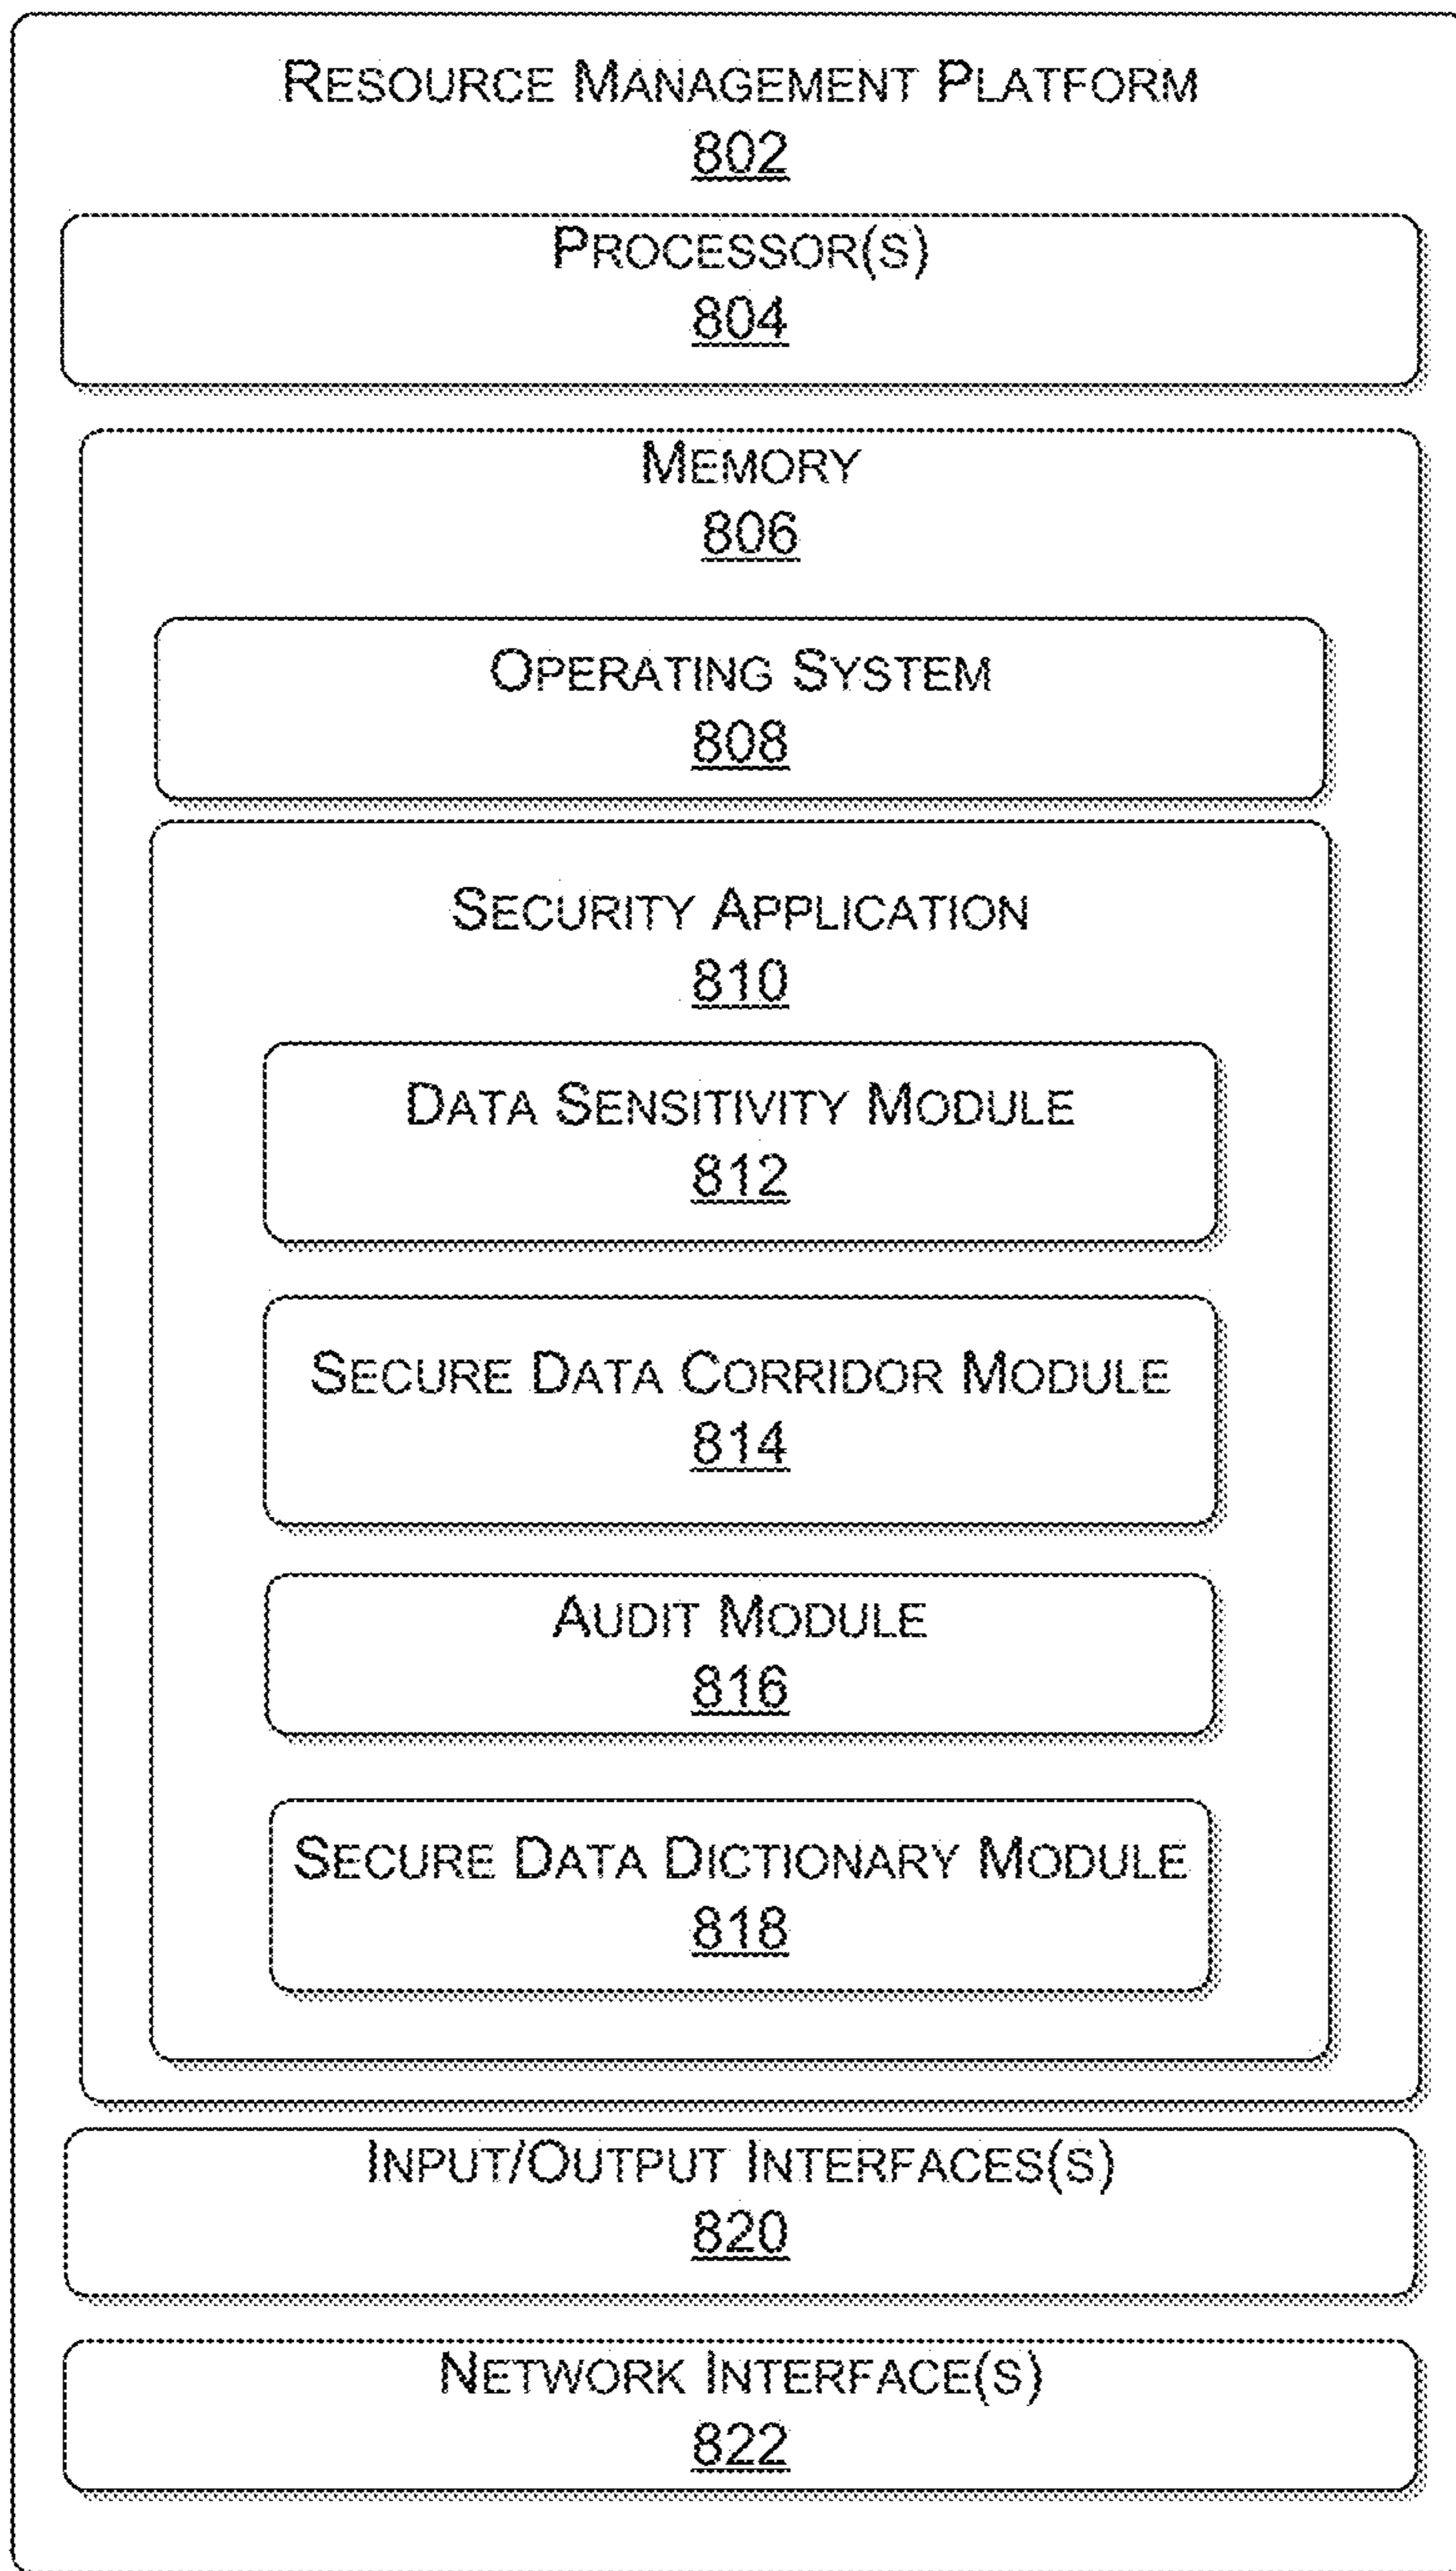 RESOURCE MANAGEMENT PLATFORM
802
PROCESSOR(S)
804
MEMORY
806
OPERATING SYSTEM
808
SECURITY APPLICATION
810
DATA SENSITIVITY MODULE
812
SECURE DATA CORRIDOR MODULE
814
AUDIT MODULE
816
SECURE DATA DICTIONARY MODULE
818
INPUT/OUTPUT INTERFACES(S)
820
NETWORK INTERFACE(S)
822